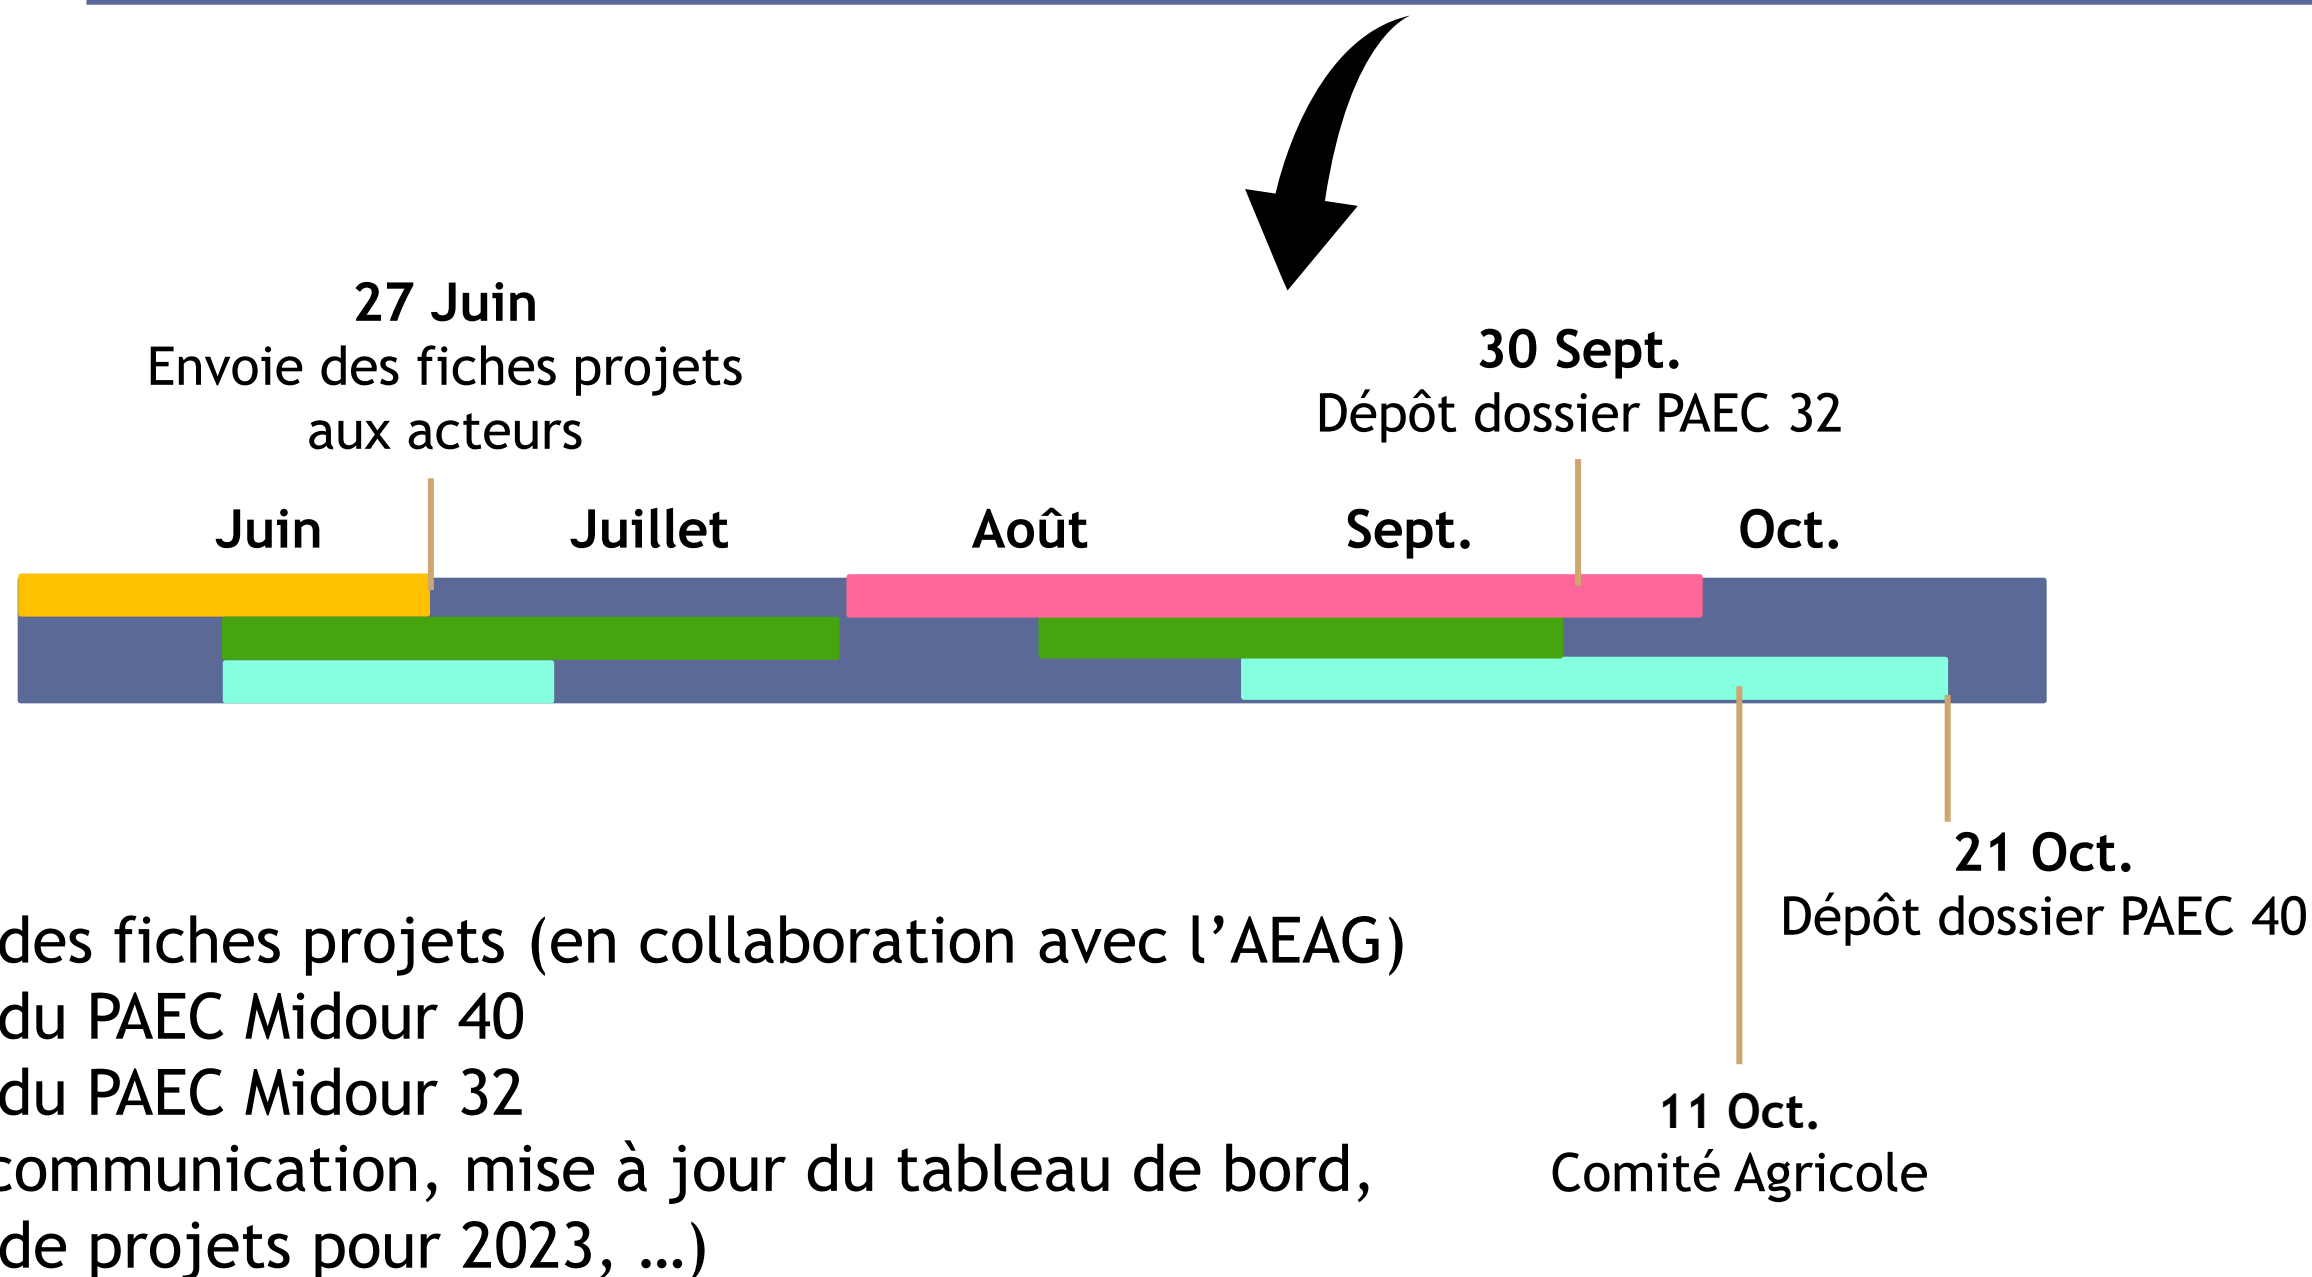 27 Juin
Envoie des fiches projets
aux acteurs
30 Sept.
Dépôt dossier PAEC 32
Juin
Juillet
Août
Sept.
Oct.
21 Oct.
Dépôt dossier PAEC 40
des fiches projets (en collaboration avec l’AEAG)
du PAEC Midour 40
du PAEC Midour 32
communication, mise à jour du tableau de bord,
de projets pour 2023, …)
11 Oct.
Comité Agricole